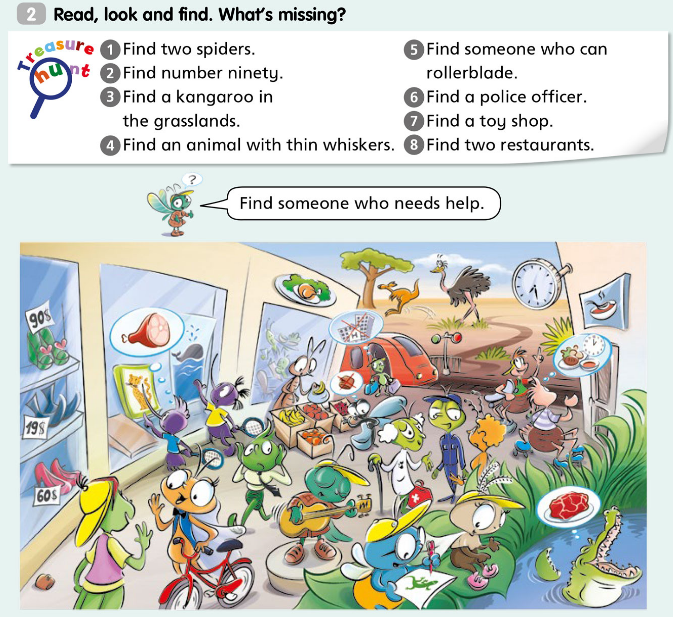 2 Read, look and find. What's missing?
Treasure
hunt
1 Find two spiders.
2 Find number ninety.
3 Find a kangaroo in
the grasslands.
4 Find an animal with thin whiskers.
5 Find someone who can
rollerblade.
6 Find a police officer.
7 Find a toy shop.
8 Find two restaurants.
?
Find someone who needs help.
90$
19$
60$